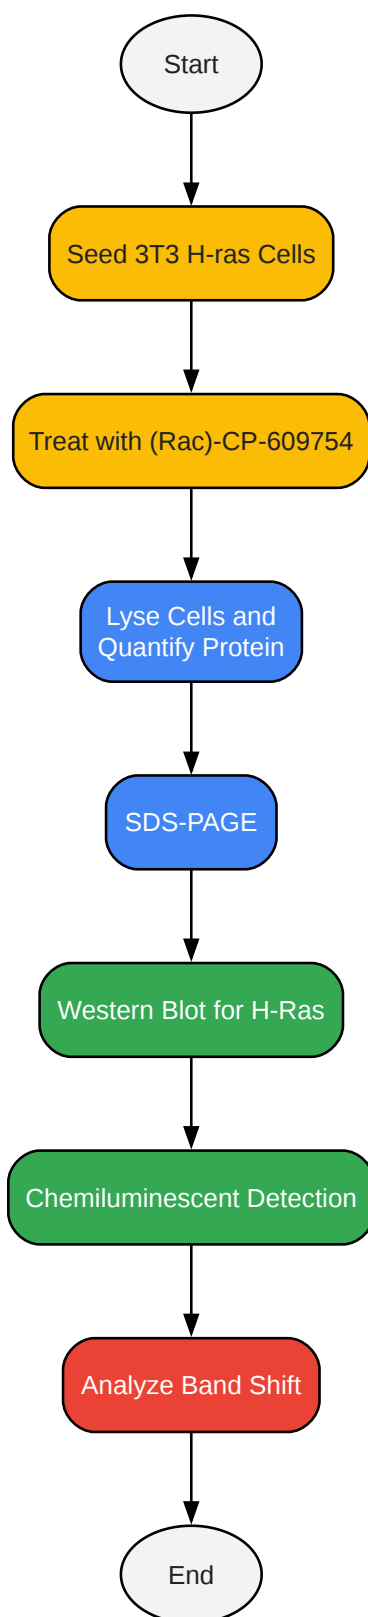 Start
Seed 3T3 H-ras Cells
Treat with (Rac)-CP-609754
Lyse Cells and
Quantify Protein
SDS-PAGE
Western Blot for H-Ras
Chemiluminescent Detection
Analyze Band Shift
End